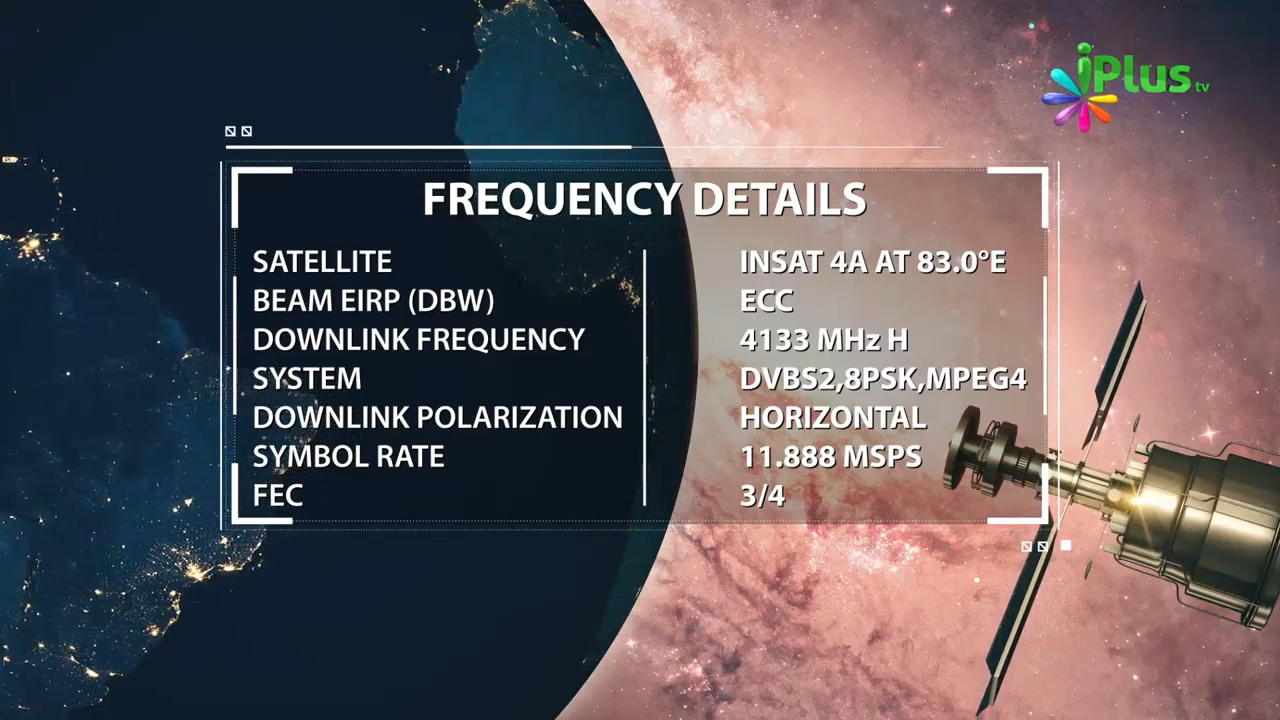 iPlus tv
FREQUENCY DETAILS
SATELLITE INSAT 4A AT 83.0°E
BEAM EIRP (DBW) ECC
DOWNLINK FREQUENCY 4133 MHz H
SYSTEM DVBS2,8PSK,MPEG4
DOWNLINK POLARIZATION HORIZONTAL
SYMBOL RATE 11.888 MSPS
FEC 3/4